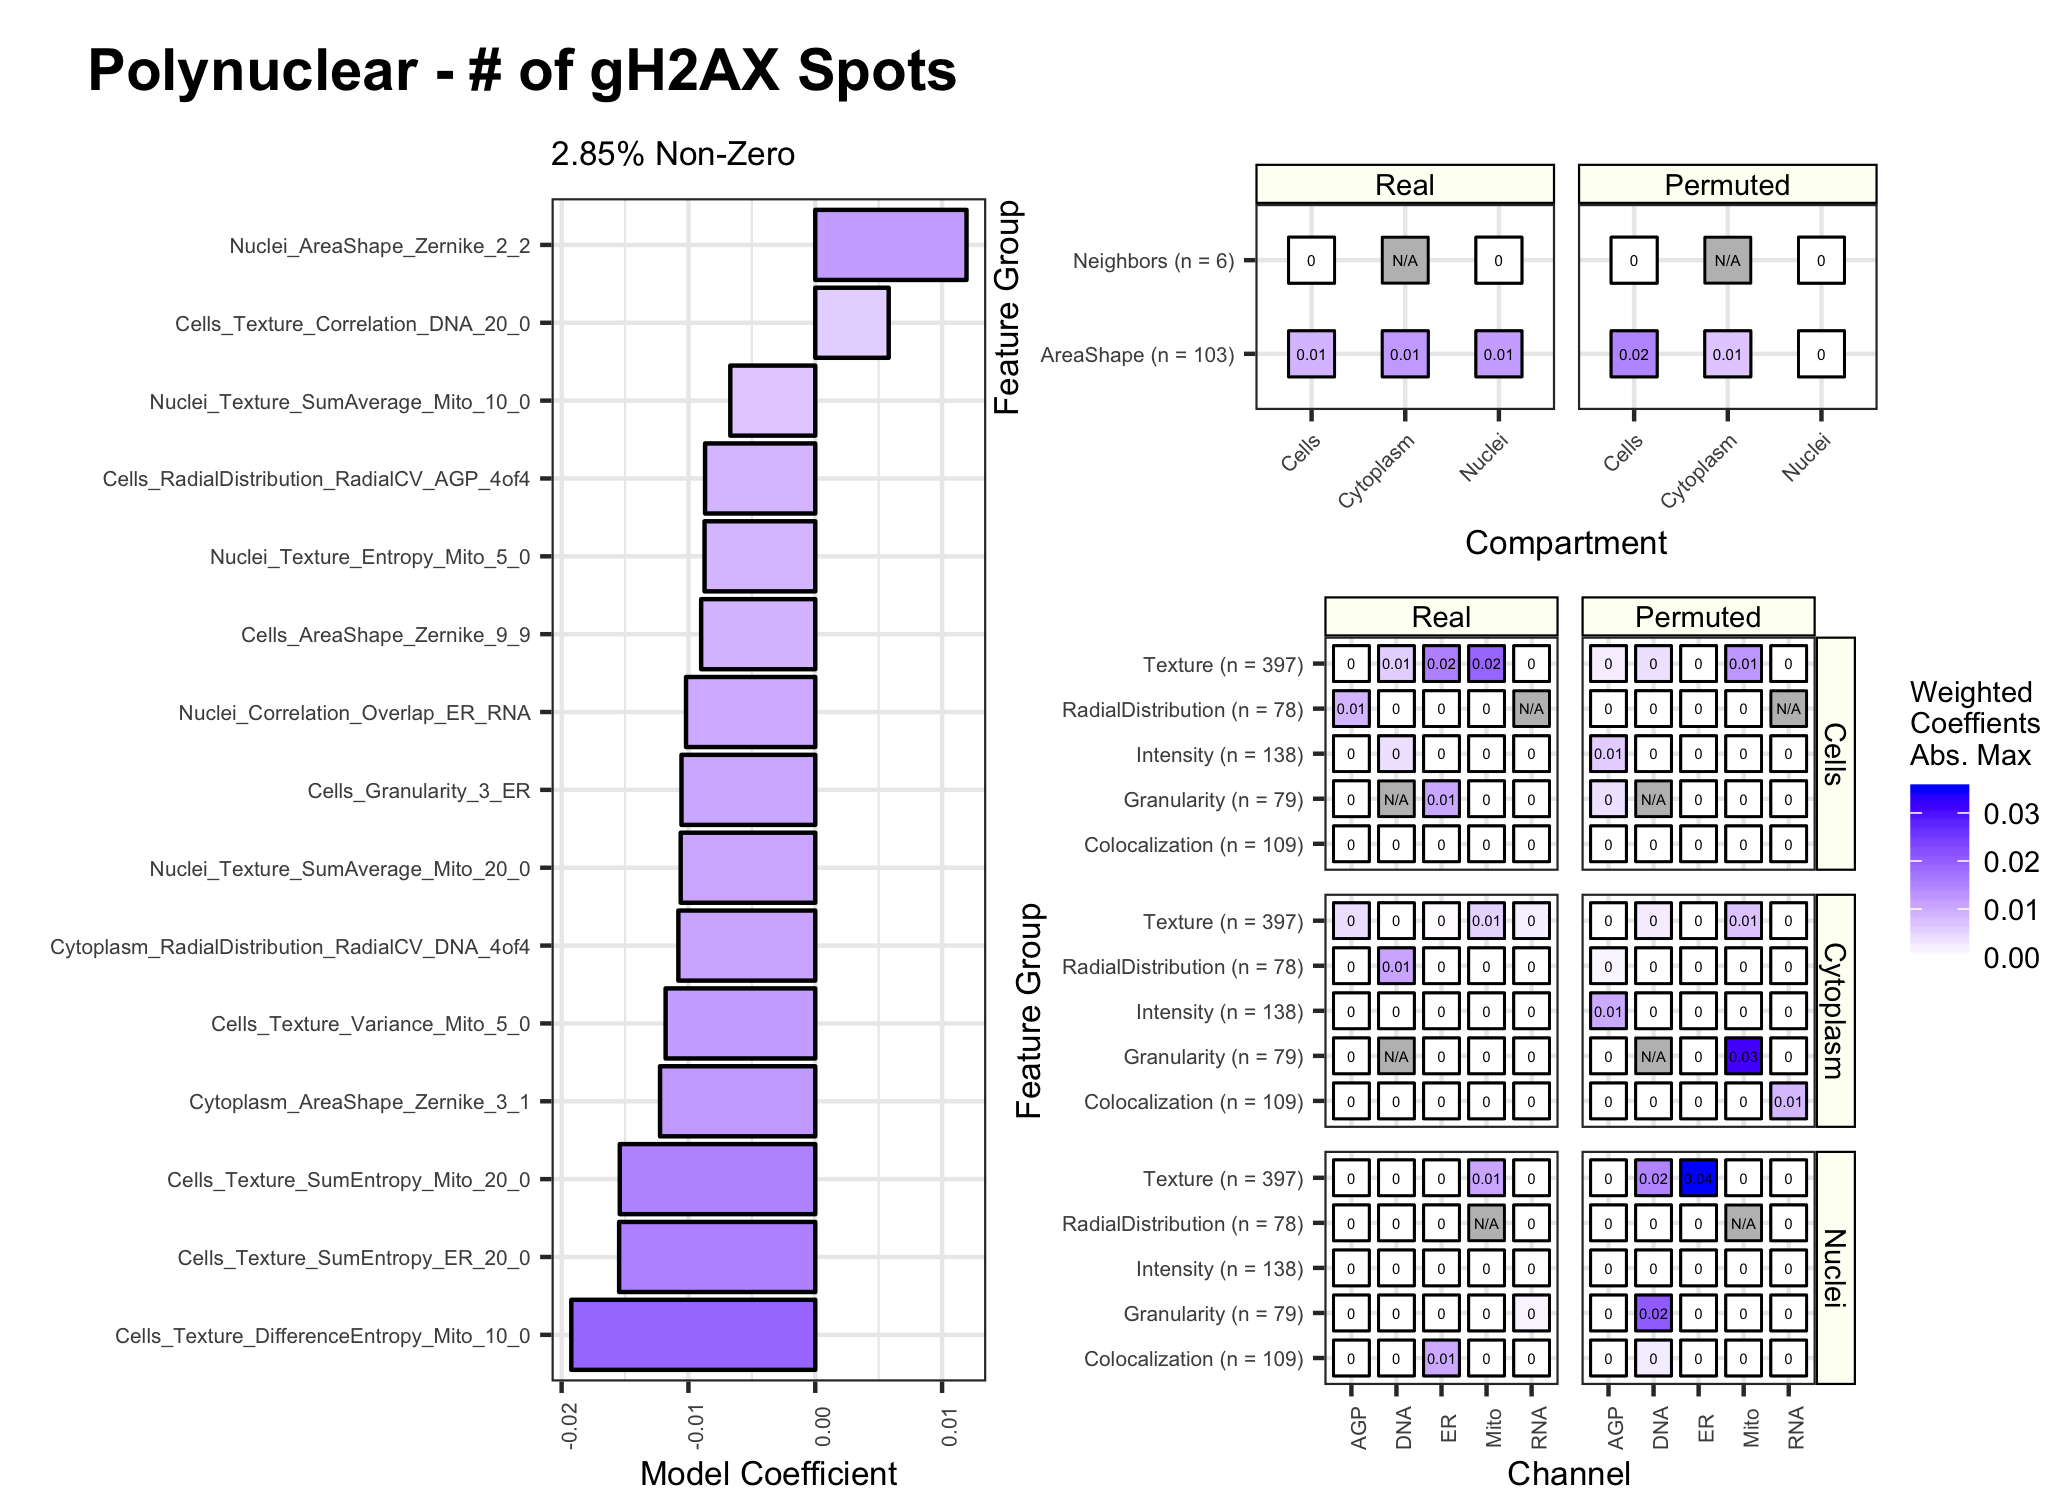 Polynuclear - # of gH2AX Spots
2.85% Non-Zero
Nuclei_AreaShape_Zernike_2_2
Cells_Texture_Correlation_DNA_20_0
Nuclei_Texture_SumAverage_Mito_10_0
Cells_RadialDistribution_RadialCV_AGP_4of4
Nuclei_Texture_Entropy_Mito_5_0
Cells_AreaShape_Zernike_9_9
Nuclei_Correlation_Overlap_ER_RNA
Cells_Granularity_3_ER
Nuclei_Texture_SumAverage_Mito_20_0
Cytoplasm_RadialDistribution_RadialCV_DNA_4of4
Cells_Texture_Variance_Mito_5_0
Cytoplasm_AreaShape_Zernike_3_1
Cells_Texture_SumEntropy_Mito_20_0
Cells_Texture_SumEntropy_ER_20_0
Cells_Texture_DifferenceEntropy_Mito_10_0
-0.02 -0.01 0.00 0.01
Model Coefficient
Feature Group
Real Permuted
Neighbors (n = 6) 0 N/A 0 0 N/A 0
AreaShape (n = 103) 0.01 0.01 0.01 0.02 0.01 0
Cells Cytoplasm Nuclei Cells Cytoplasm Nuclei
Compartment
Feature Group
Real Permuted
Texture (n = 397) 0 0.01 0.02 0.02 0 0 0 0 0.01 0
RadialDistribution (n = 78) 0.01 0 0 0 N/A 0 0 0 0 N/A
Intensity (n = 138) 0 0 0 0 0 0.01 0 0 0 0
Granularity (n = 79) 0 N/A 0.01 0 0 0 N/A 0 0 0
Colocalization (n = 109) 0 0 0 0 0 0 0 0 0 0
Cells
Texture (n = 397) 0 0 0 0.01 0 0 0 0 0.01 0
RadialDistribution (n = 78) 0 0.01 0 0 0 0 0 0 0 0
Intensity (n = 138) 0 0 0 0 0 0.01 0 0 0 0
Granularity (n = 79) 0 N/A 0 0 0 0 N/A 0 0.03 0
Colocalization (n = 109) 0 0 0 0 0 0 0 0 0 0.01
Cytoplasm
Texture (n = 397) 0 0 0 0.01 0 0 0.02 0.04 0 0
RadialDistribution (n = 78) 0 0 0 N/A 0 0 0 0 N/A 0
Intensity (n = 138) 0 0 0 0 0 0 0 0 0 0
Granularity (n = 79) 0 0 0 0 0 0 0.02 0 0 0
Colocalization (n = 109) 0 0 0.01 0 0 0 0 0 0 0
Nuclei
AGP DNA ER Mito RNA AGP DNA ER Mito RNA
Channel
Weighted
Coeffients
Abs. Max
0.03
0.02
0.01
0.00